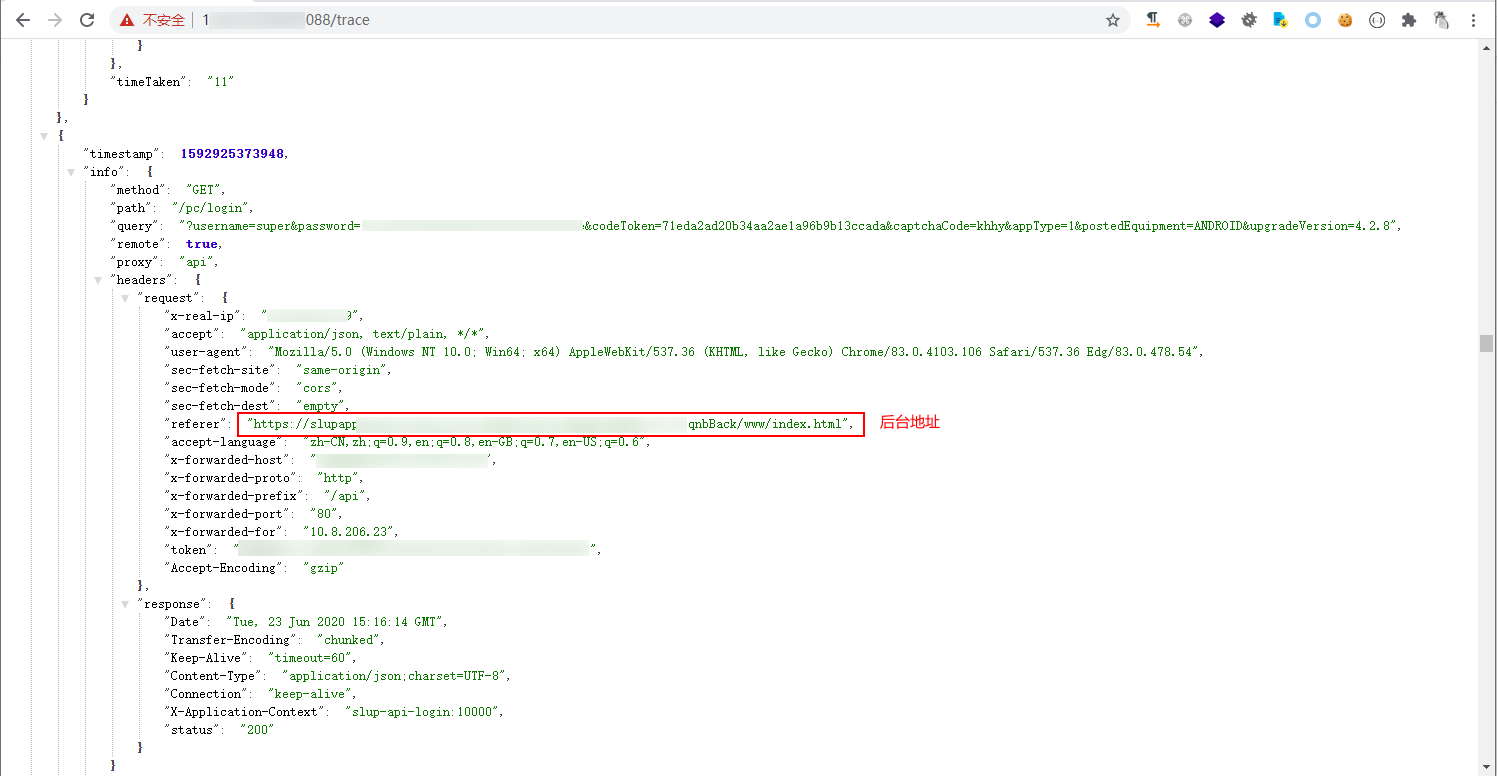 不安全 1 088/trace
}
},
"timeTaken": "11"
}
},
{
"timestamp": 1592925373948,
"info": {
"method": "GET",
"path": "/pc/login",
"query": "?username=super&password= &codeToken=71eda2ad20b34aa2ae1a96b9b13ccada&captchaCode=khhy&appType=1&postedEquipment=ANDROID&upgradeVersion=4.2.8",
"remote": true,
"proxy": "api",
"headers": {
"request": {
"x-real-ip": " 9",
"accept": "application/json, text/plain, */*",
"user-agent": "Mozilla/5.0 (Windows NT 10.0; Win64; x64) AppleWebKit/537.36 (KHTML, like Gecko) Chrome/83.0.4103.106 Safari/537.36 Edg/83.0.478.54",
"sec-fetch-site": "same-origin",
"sec-fetch-mode": "cors",
"sec-fetch-dest": "empty",
"referer": "https://slupapp qnbBack/www/index.html", 后台地址
"accept-language": "zh-CN,zh;q=0.9,en;q=0.8,en-GB;q=0.7,en-US;q=0.6",
"x-forwarded-host": " ",
"x-forwarded-proto": "http",
"x-forwarded-prefix": "/api",
"x-forwarded-port": "80",
"x-forwarded-for": "10.8.206.23",
"token": " ",
"Accept-Encoding": "gzip"
},
"response": {
"Date": "Tue, 23 Jun 2020 15:16:14 GMT",
"Transfer-Encoding": "chunked",
"Keep-Alive": "timeout=60",
"Content-Type": "application/json;charset=UTF-8",
"Connection": "keep-alive",
"X-Application-Context": "slup-api-login:10000",
"status": "200"
}
}